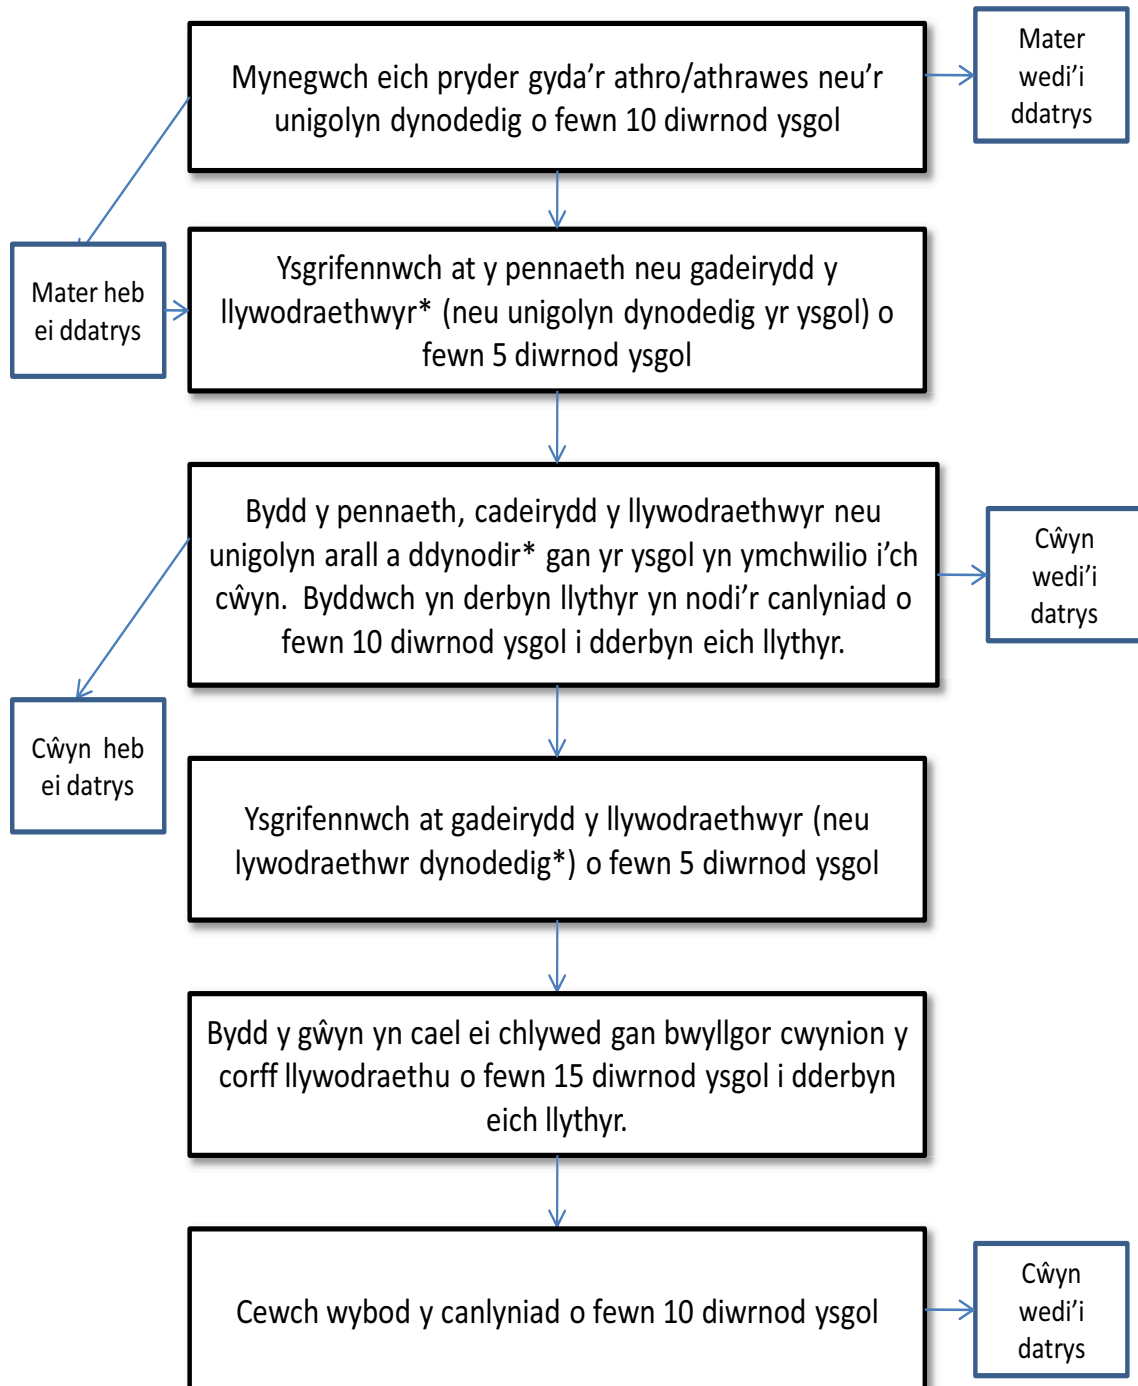 Mynegwch eich pryder gyda'r athro/athrawes neu'r
unigolyn dynodedig o fewn 10 diwrnod ysgol
Mater
wedi'i
ddatrys
Mater heb
ei ddatrys
Ysgrifennwch at y pennaeth neu gadeirydd y
llywodraethwyr* (neu unigolyn dynodedig yr ysgol) o
fewn 5 diwrnod ysgol
Bydd y pennaeth, cadeirydd y llywodraethwyr neu
unigolyn arall a ddynodir* gan yr ysgol yn ymchwilio i'ch
cŵyn.  Byddwch yn derbyn llythyr yn nodi'r canlyniad o
fewn 10 diwrnod ysgol i dderbyn eich llythyr.
Cŵyn
wedi'i
datrys
Cŵyn heb
ei datrys
Ysgrifennwch at gadeirydd y llywodraethwyr (neu
lywodraethwr dynodedig*) o fewn 5 diwrnod ysgol
Bydd y gŵyn yn cael ei chlywed gan bwyllgor cwynion y
corff llywodraethu o fewn 15 diwrnod ysgol i dderbyn
eich llythyr.
Cewch wybod y canlyniad o fewn 10 diwrnod ysgol
Cŵyn
wedi'i
datrys